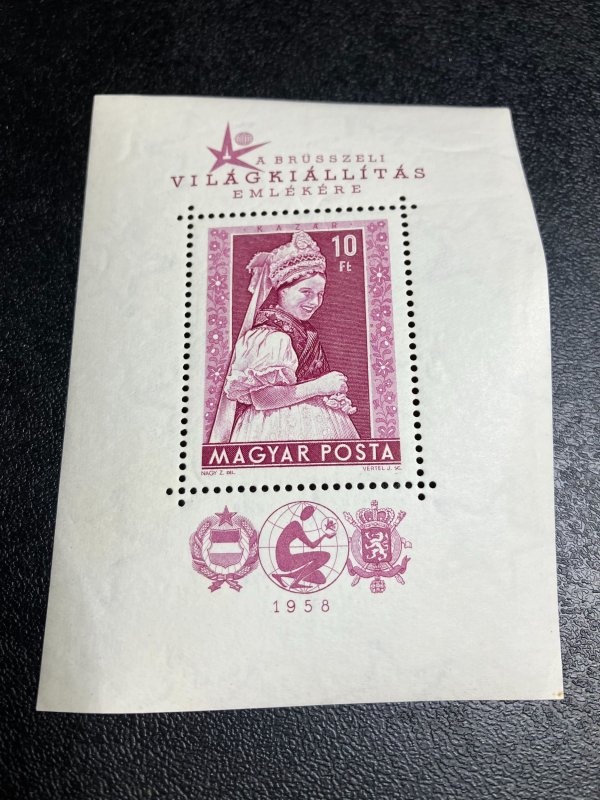 A BRÜSSZELI
VILÁGKIÁLLÍTÁS
EMLÉKÉRE
KAZÁR
10
Ft
MAGYAR POSTA
NAGY Z. DEL. VERTEL J. SC.
1958